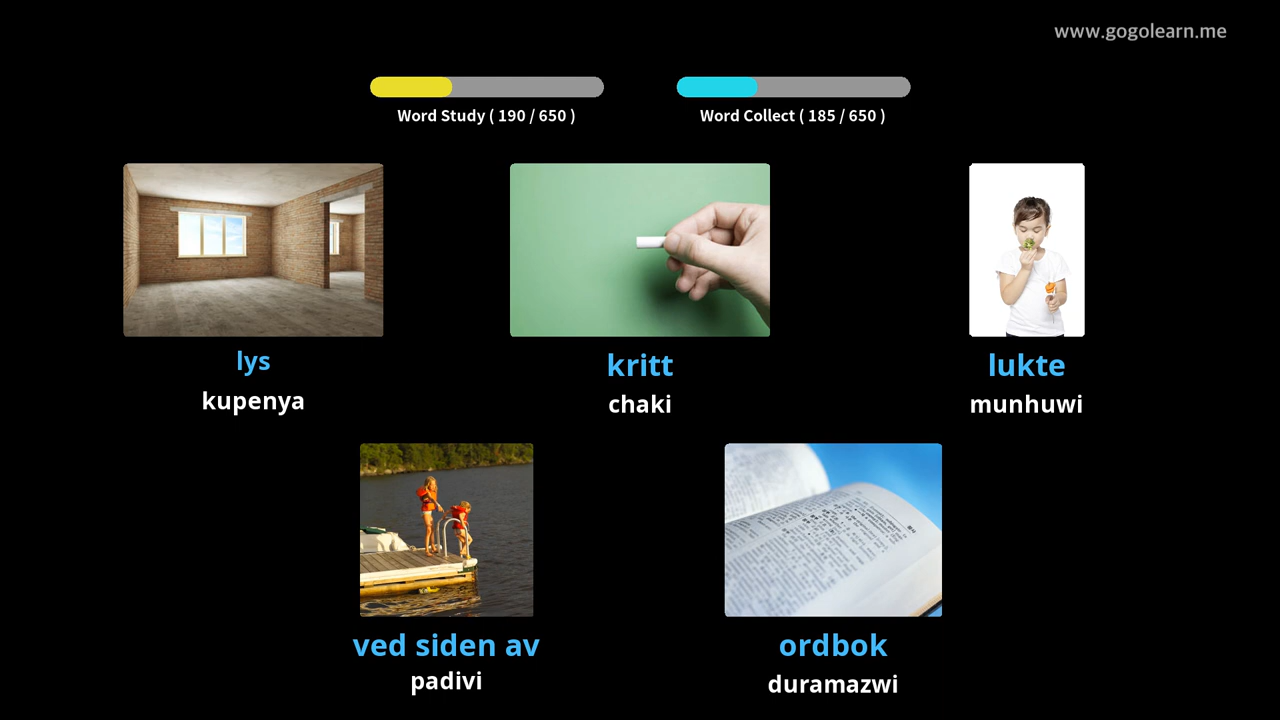 www.gogolearn.me
Word Study ( 190 / 650 )
Word Collect ( 185 / 650 )
lys
kupenya
kritt
chaki
lukte
munhuwi
ved siden av
padivi
ordbok
duramazwi